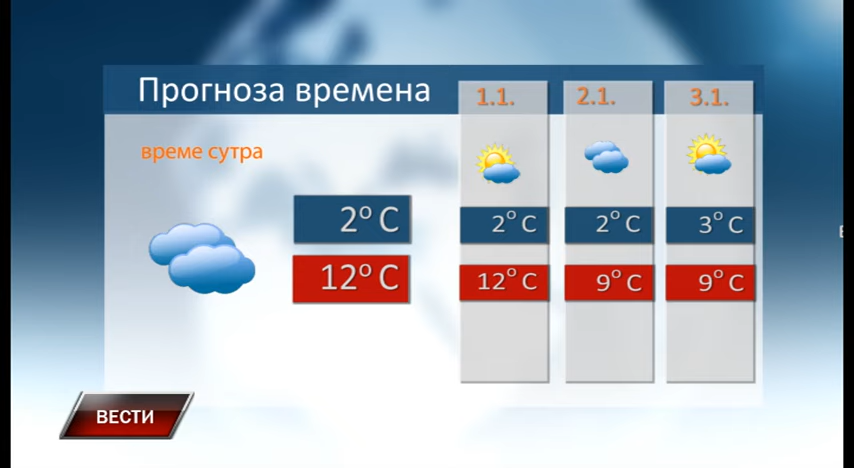 Прогноза времена
време сутра
2° C
12° C
1.1.
2° C
12° C
2.1.
2° C
9° C
3.1.
3° C
9° C
ВЕСТИ